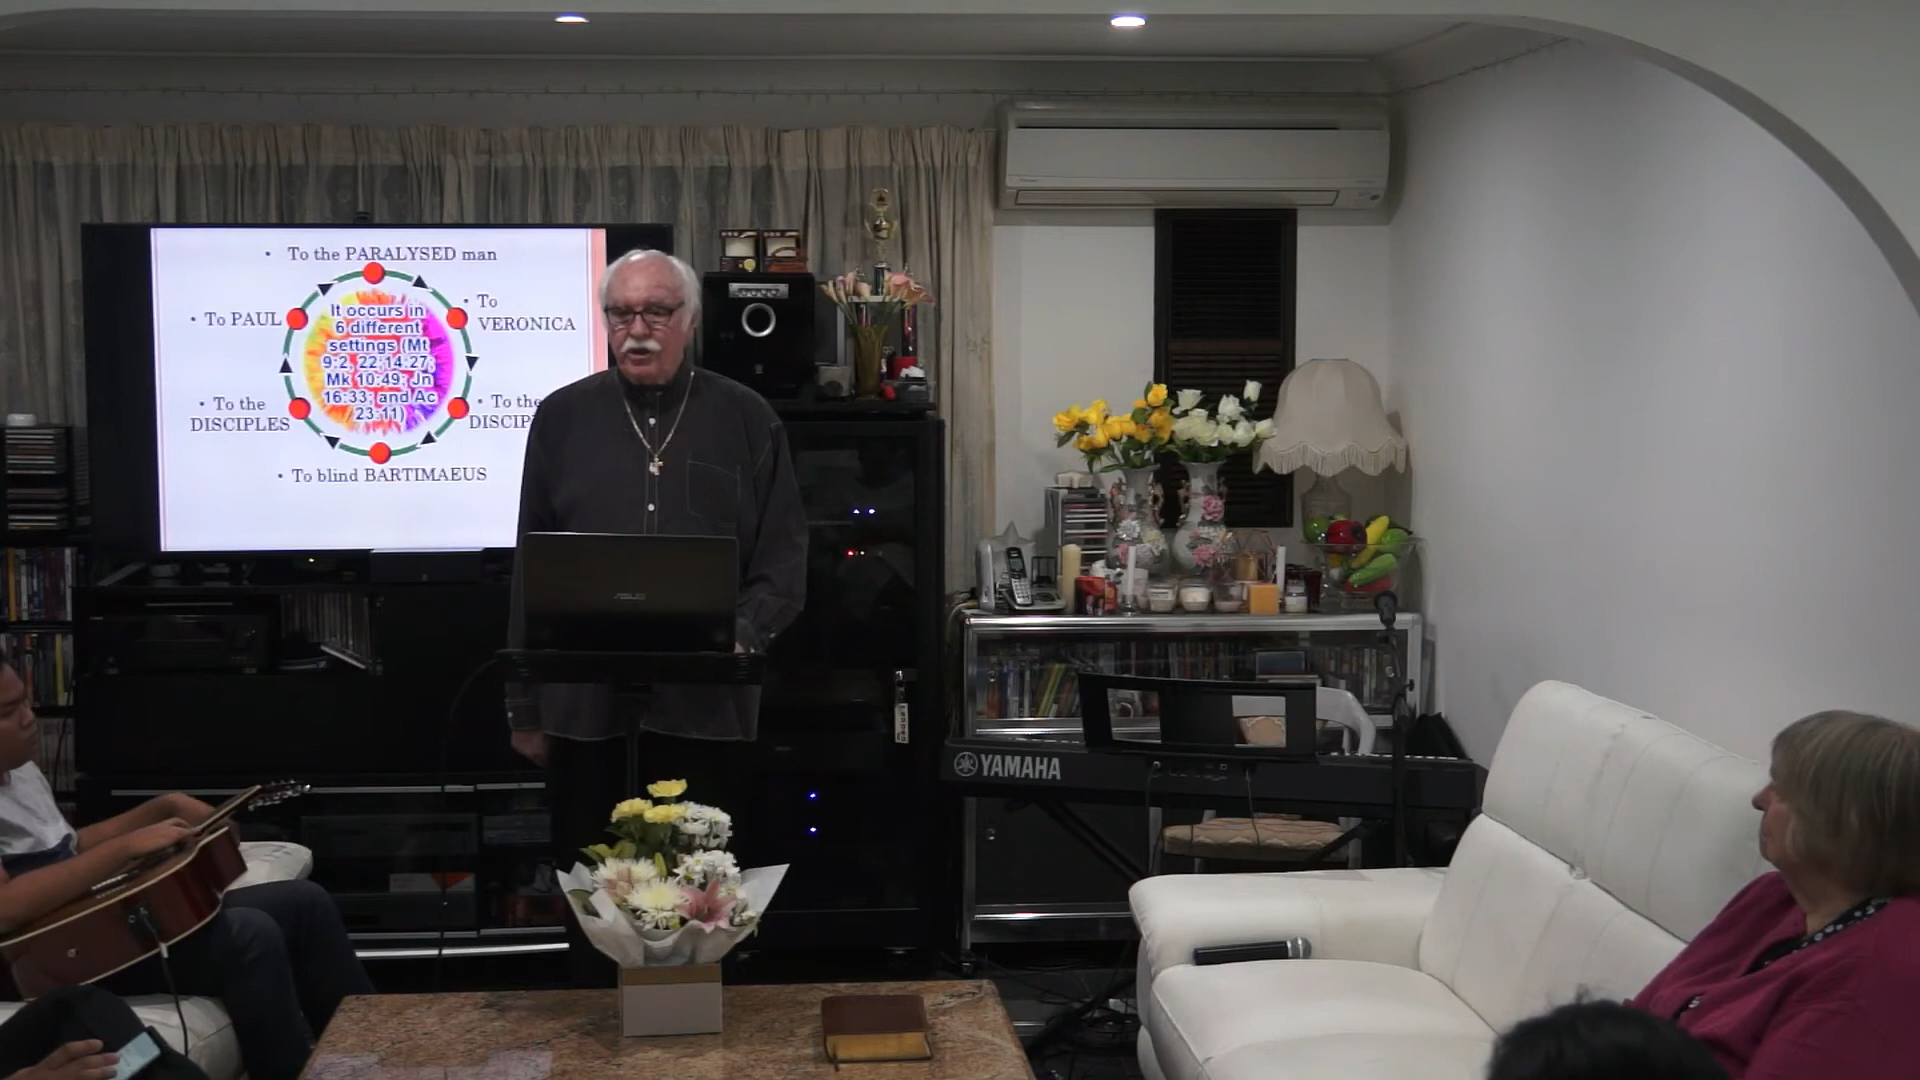 • To the PARALYSED man
• To
VERONICA
• To PAUL
It occurs in
6 different
settings (Mt
9:2, 22;14:27;
Mk 10:49; Jn
16:33; and Ac
23:11)
• To the
DISCIPLES
• To the
• To blind BARTIMAEUS
ASUS
YAMAHA